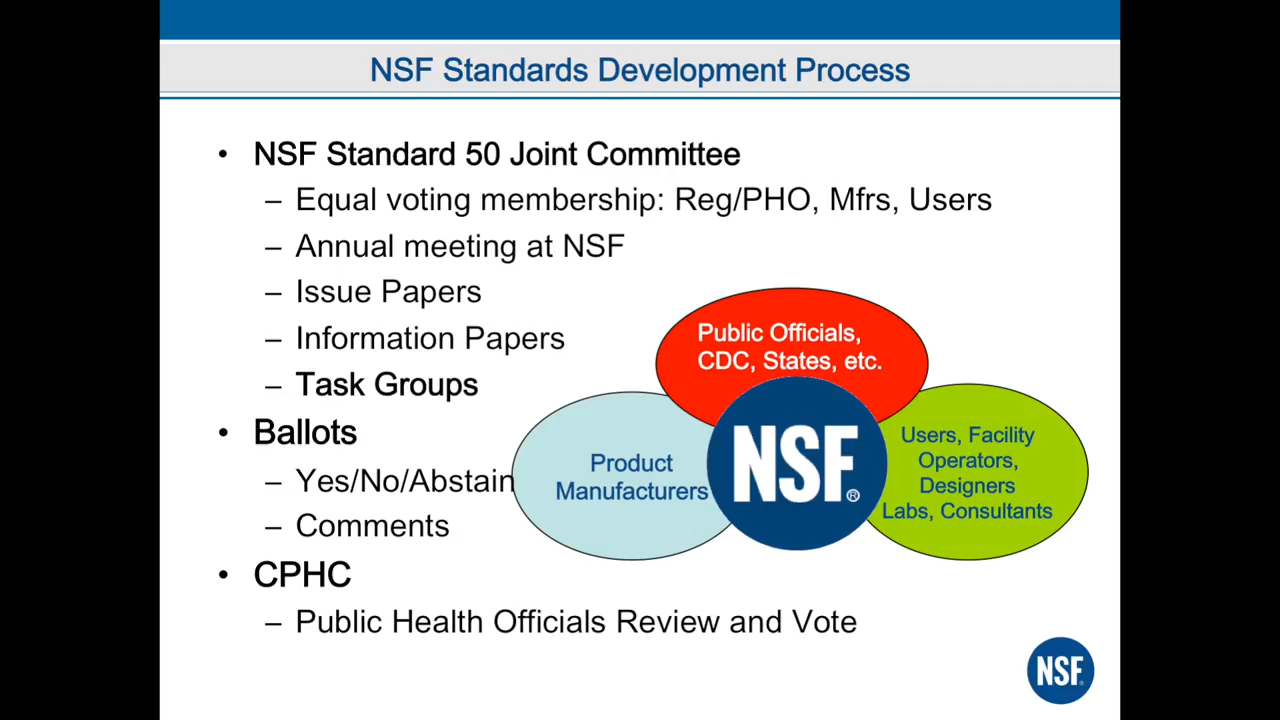 NSF Standards Development Process
• NSF Standard 50 Joint Committee
– Equal voting membership: Reg/PHO, Mfrs, Users
– Annual meeting at NSF
– Issue Papers
– Information Papers
– Task Groups
• Ballots
– Yes/No/Abstain
– Comments
• CPHC
– Public Health Officials Review and Vote
Public Officials,
CDC, States, etc.
Product
Manufacturers
NSF®
Users, Facility
Operators,
Designers
Labs, Consultants
NSF